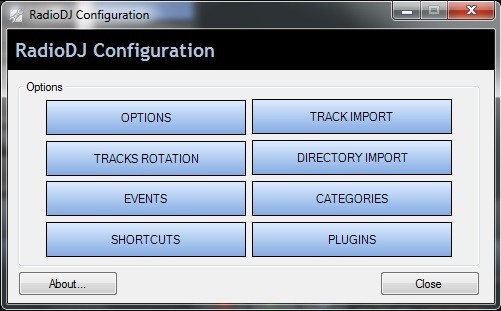 RadioDJ Configuration
RadioDJ Configuration
Options
OPTIONS
TRACK IMPORT
TRACKS ROTATION
DIRECTORY IMPORT
EVENTS
CATEGORIES
SHORTCUTS
PLUGINS
About...
Close